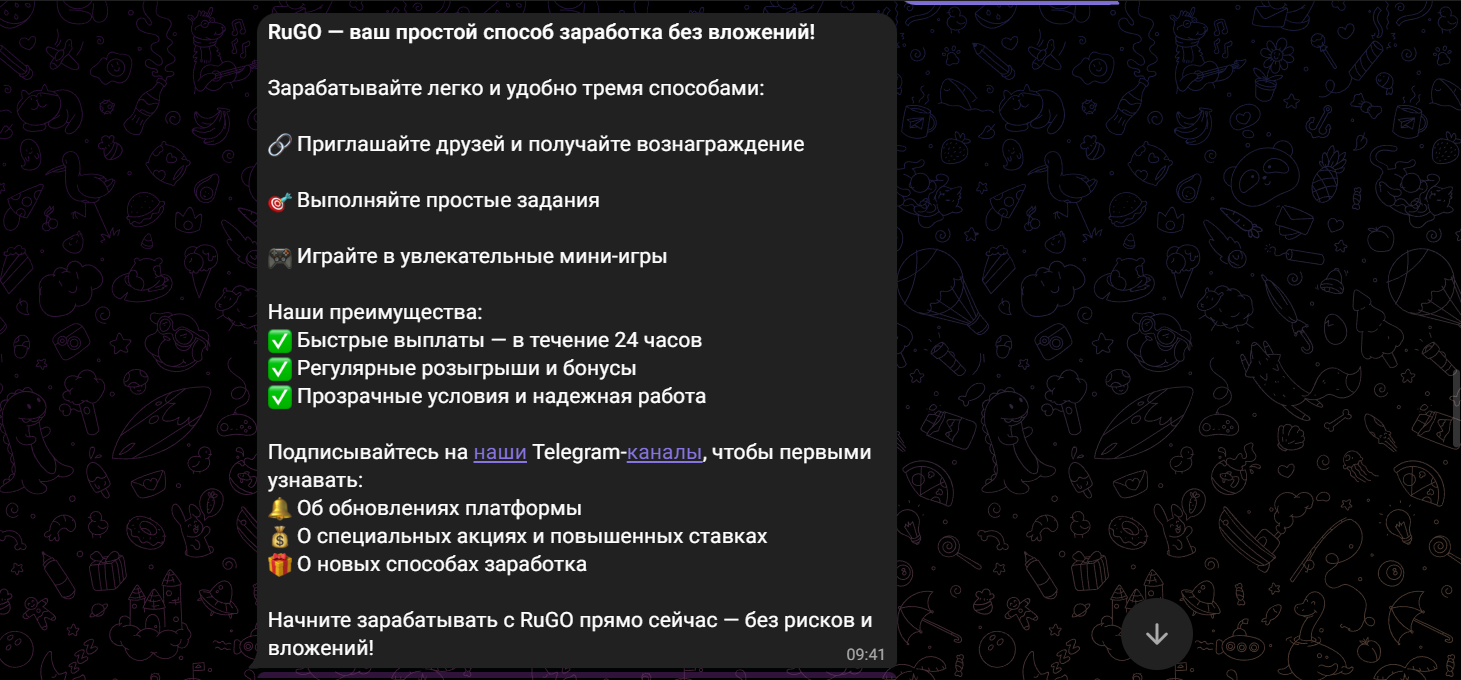 RuGO — ваш простой способ заработка без вложений!
Зарабатывайте легко и удобно тремя способами:
🔗 Приглашайте друзей и получайте вознаграждение
🎯 Выполняйте простые задания
🎮 Играйте в увлекательные мини-игры
Наши преимущества:
✅ Быстрые выплаты — в течение 24 часов
✅ Регулярные розыгрыши и бонусы
✅ Прозрачные условия и надежная работа
Подписывайтесь на наши Telegram-каналы, чтобы первыми
узнавать:
🔔 Об обновлениях платформы
💰 О специальных акциях и повышенных ставках
🎁 О новых способах заработка
Начните зарабатывать с RuGO прямо сейчас — без рисков и
вложений!
09:41